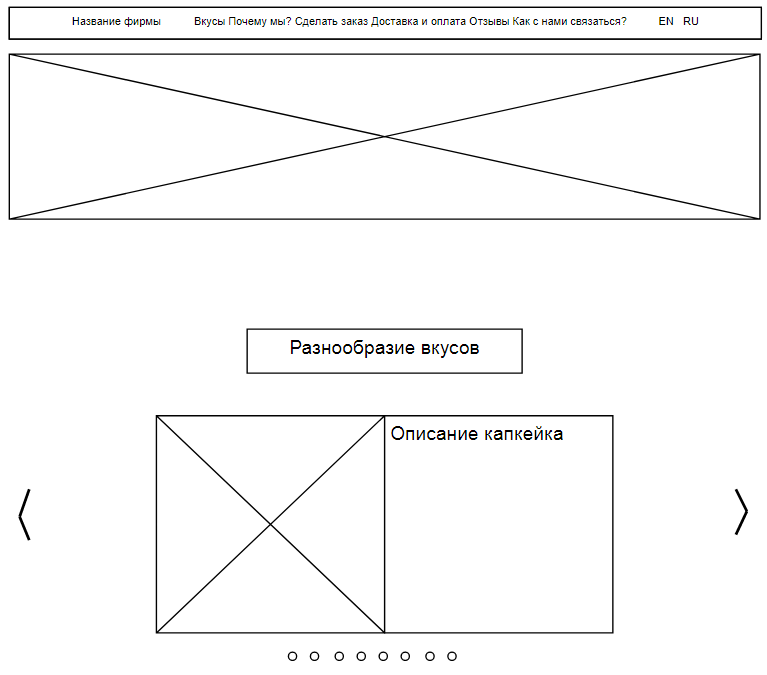 Название фирмы Вкусы Почему мы? Сделать заказ Доставка и оплата Отзывы Как с нами связаться? EN RU
Разнообразие вкусов
Описание капкейка